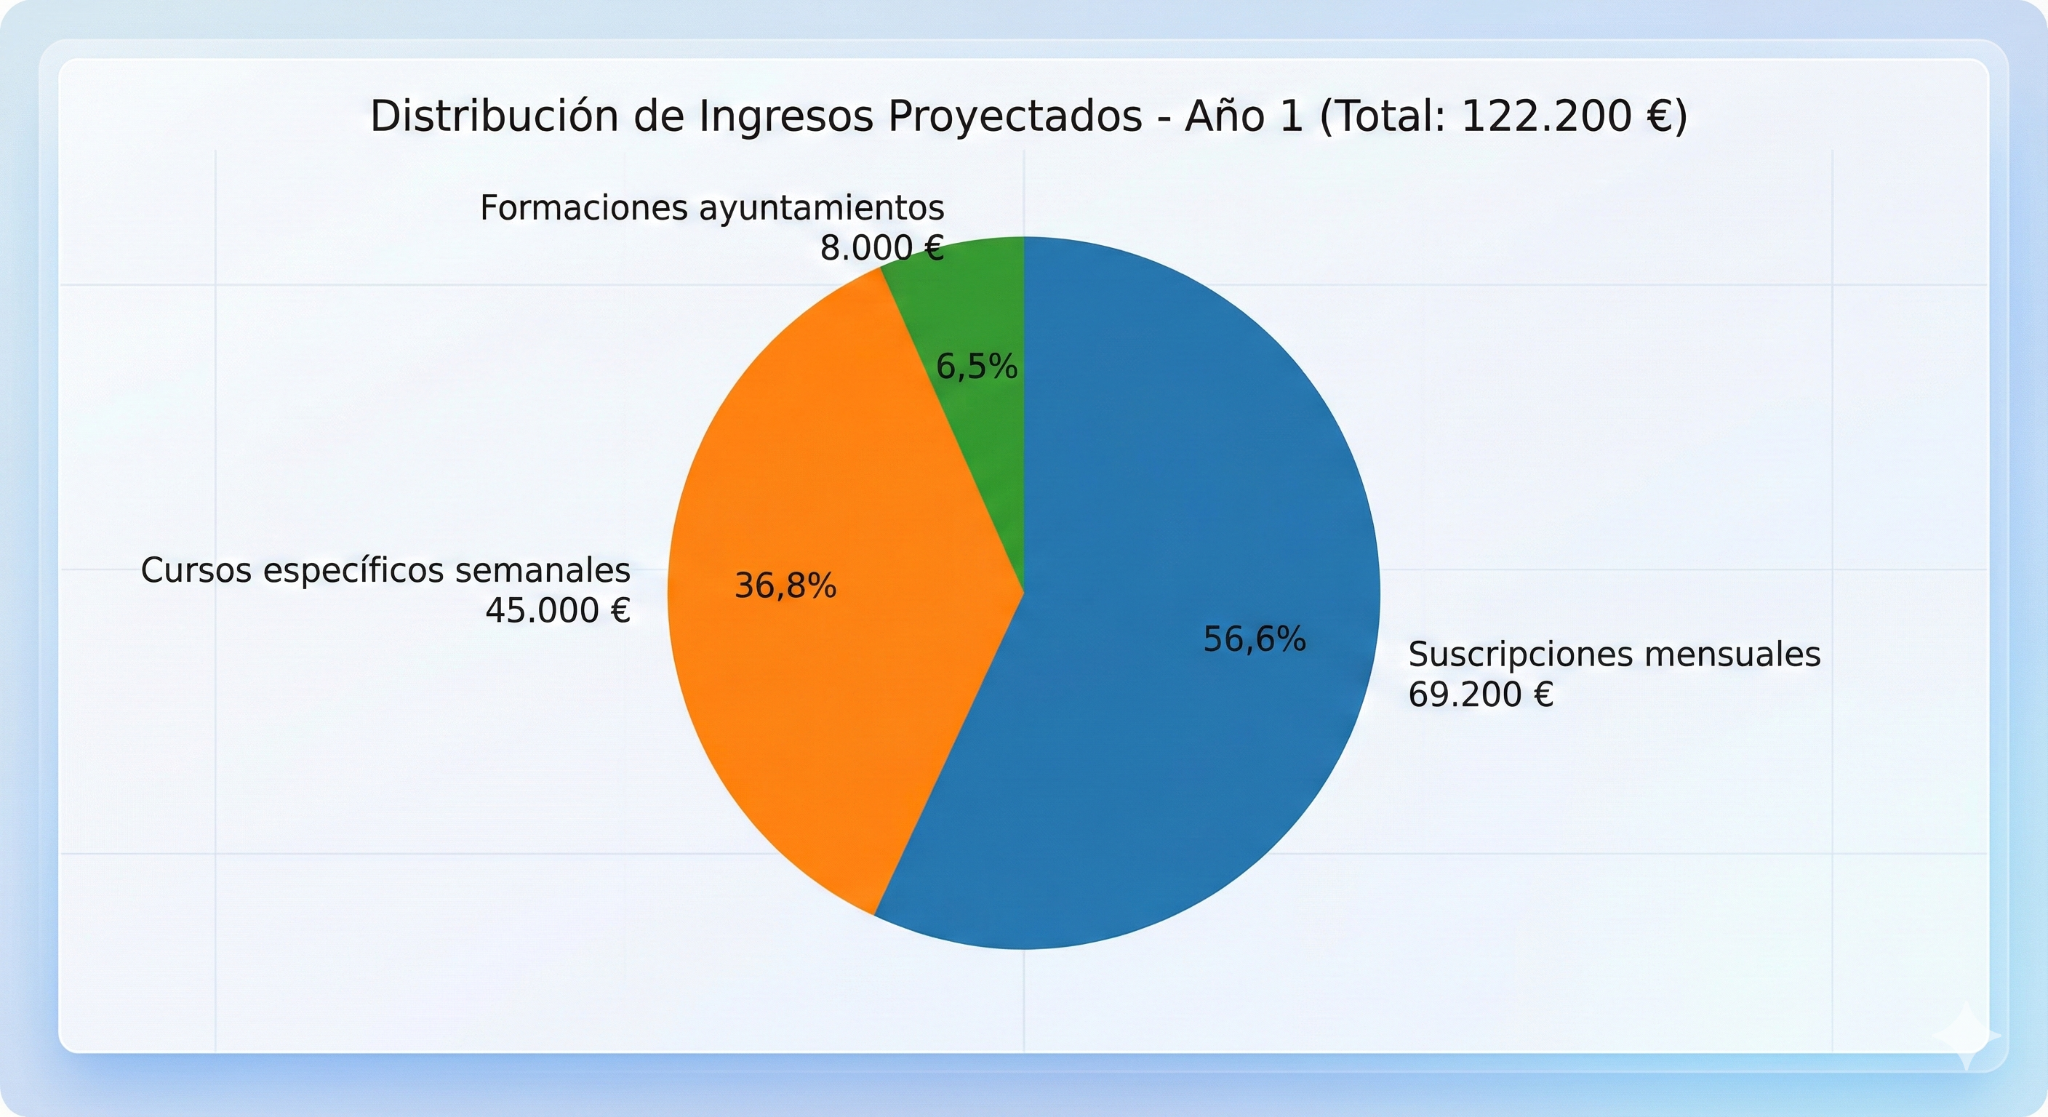 Distribución de Ingresos Proyectados - Año 1 (Total: 122.200 €)
Formaciones ayuntamientos
8.000 €
6,5%
Cursos específicos semanales
45.000 €
36,8%
56,6%
Suscripciones mensuales
69.200 €